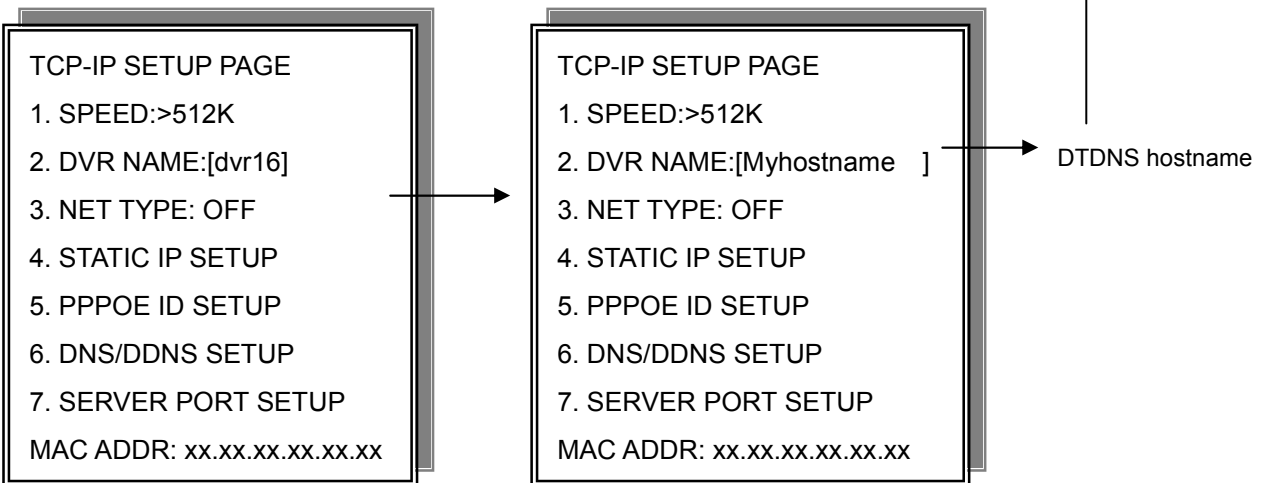 TCP-IP SETUP PAGE
1. SPEED:>512K
2. DVR NAME:[dvr16]
3. NET TYPE: OFF
4. STATIC IP SETUP
5. PPPOE ID SETUP
6. DNS/DDNS SETUP
7. SERVER PORT SETUP
MAC ADDR: xx.xx.xx.xx.xx.xx
TCP-IP SETUP PAGE
1. SPEED:>512K
2. DVR NAME:[Myhostname ]
3. NET TYPE: OFF
4. STATIC IP SETUP
5. PPPOE ID SETUP
6. DNS/DDNS SETUP
7. SERVER PORT SETUP
MAC ADDR: xx.xx.xx.xx.xx.xx
DTDNS hostname